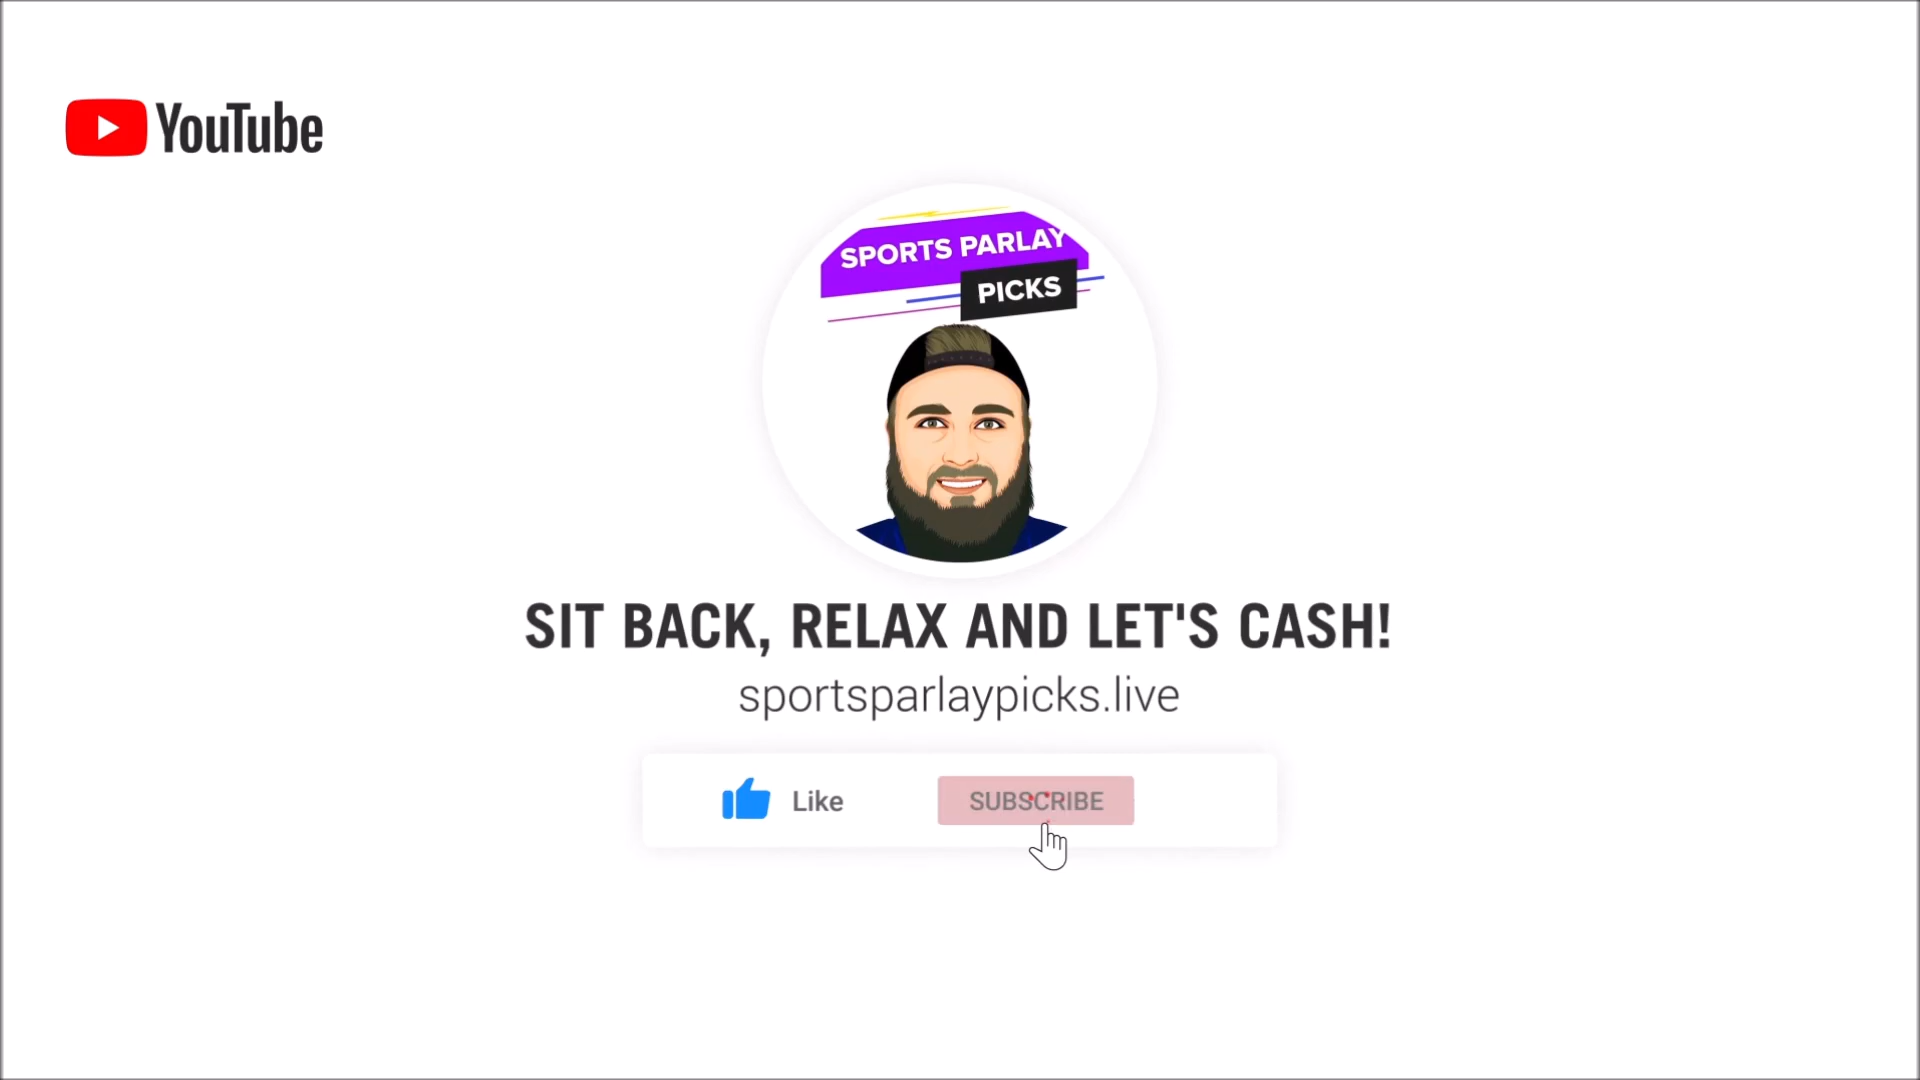 YouTube
SPORTS PARLAY
PICKS
SIT BACK, RELAX AND LET'S CASH!
sportsparlaypicks.live
Like
SUBSCRIBE